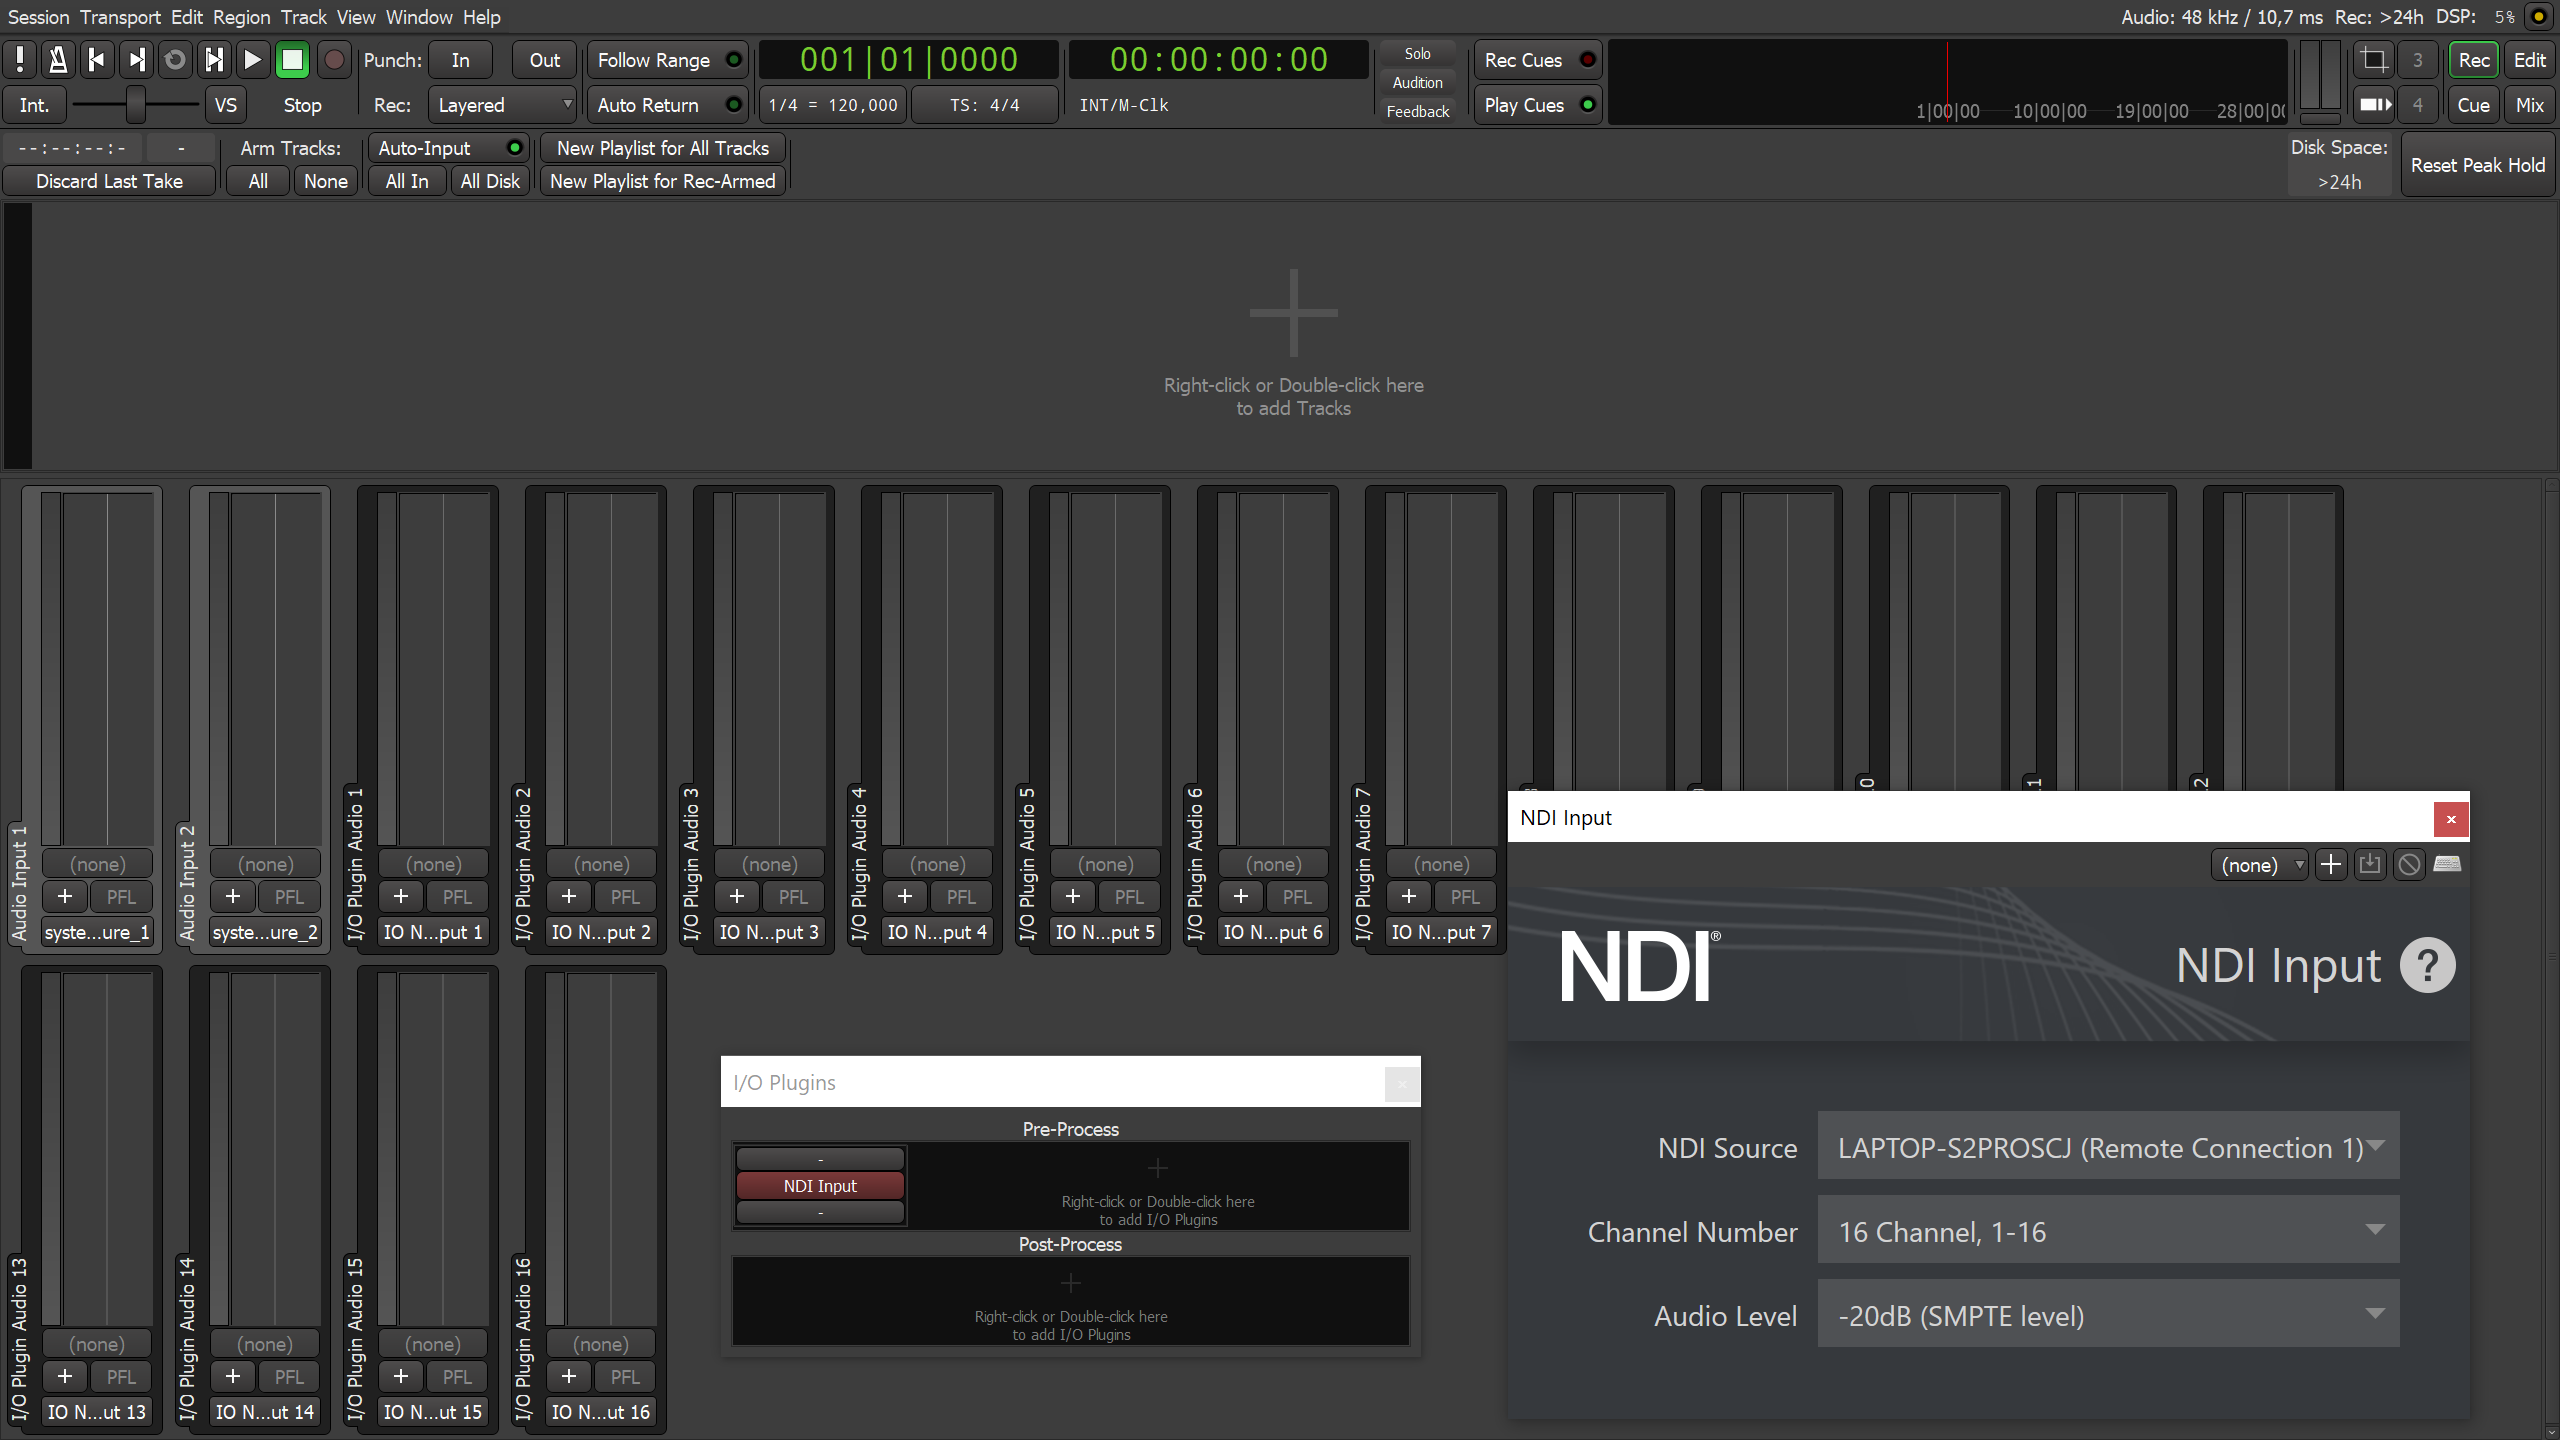 Session Transport Edit Region Track View Window Help
Audio: 48 kHz / 10,7 ms Rec: >24h DSP: 5%
Punch: In Out Follow Range 001|01|0000 00:00:00:00 Solo Rec Cues 3 Rec Edit
Audition
Int. VS Stop Rec: Layered Auto Return 1/4 = 120,000 TS: 4/4 INT/M-Clk Feedback Play Cues 1|00|00 10|00|00 19|00|00 28|00|0 4 Cue Mix
--:--:--:- - Arm Tracks: Auto-Input New Playlist for All Tracks Disk Space: Reset Peak Hold
Discard Last Take All None All In All Disk New Playlist for Rec-Armed >24h
Right-click or Double-click here
to add Tracks
Audio Input 1
(none)
+ PFL
syste...ure_1
Audio Input 2
(none)
+ PFL
syste...ure_2
I/O Plugin Audio 1
(none)
+ PFL
IO N...put 1
I/O Plugin Audio 2
(none)
+ PFL
IO N...put 2
I/O Plugin Audio 3
(none)
+ PFL
IO N...put 3
I/O Plugin Audio 4
(none)
+ PFL
IO N...put 4
I/O Plugin Audio 5
(none)
+ PFL
IO N...put 5
I/O Plugin Audio 6
(none)
+ PFL
IO N...put 6
I/O Plugin Audio 7
(none)
+ PFL
IO N...put 7
I/O Plugin Audio 13
(none)
+ PFL
IO N...ut 13
I/O Plugin Audio 14
(none)
+ PFL
IO N...ut 14
I/O Plugin Audio 15
(none)
+ PFL
IO N...ut 15
I/O Plugin Audio 16
(none)
+ PFL
IO N...ut 16
I/O Plugins
Pre-Process
-
NDI Input
-
Right-click or Double-click here
to add I/O Plugins
Post-Process
Right-click or Double-click here
to add I/O Plugins
NDI Input
(none)
NDI® NDI Input ?
NDI Source LAPTOP-S2PROSCJ (Remote Connection 1)
Channel Number 16 Channel, 1-16
Audio Level -20dB (SMPTE level)